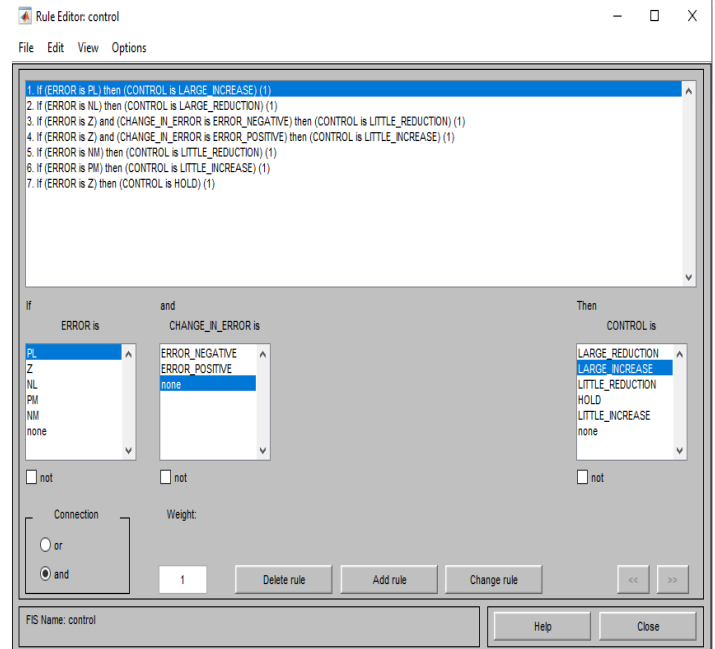 Rule Editor: control
File Edit View Options
1. If (ERROR is PL) then (CONTROL is LARGE_INCREASE) (1)
2. If (ERROR is NL) then (CONTROL is LARGE_REDUCTION) (1)
3. If (ERROR is Z) and (CHANGE_IN_ERROR is ERROR_NEGATIVE) then (CONTROL is LITTLE_REDUCTION) (1)
4. If (ERROR is Z) and (CHANGE_IN_ERROR is ERROR_POSITIVE) then (CONTROL is LITTLE_INCREASE) (1)
5. If (ERROR is NM) then (CONTROL is LITTLE_REDUCTION) (1)
6. If (ERROR is PM) then (CONTROL is LITTLE_INCREASE) (1)
7. If (ERROR is Z) then (CONTROL is HOLD) (1)
If and Then
ERROR is CHANGE_IN_ERROR is CONTROL is
PL ERROR_NEGATIVE LARGE_REDUCTION
Z ERROR_POSITIVE LARGE_INCREASE
NL none LITTLE_REDUCTION
PM HOLD
NM LITTLE_INCREASE
none none
not not not
Connection Weight:
or
and 1 Delete rule Add rule Change rule << >>
FIS Name: control Help Close